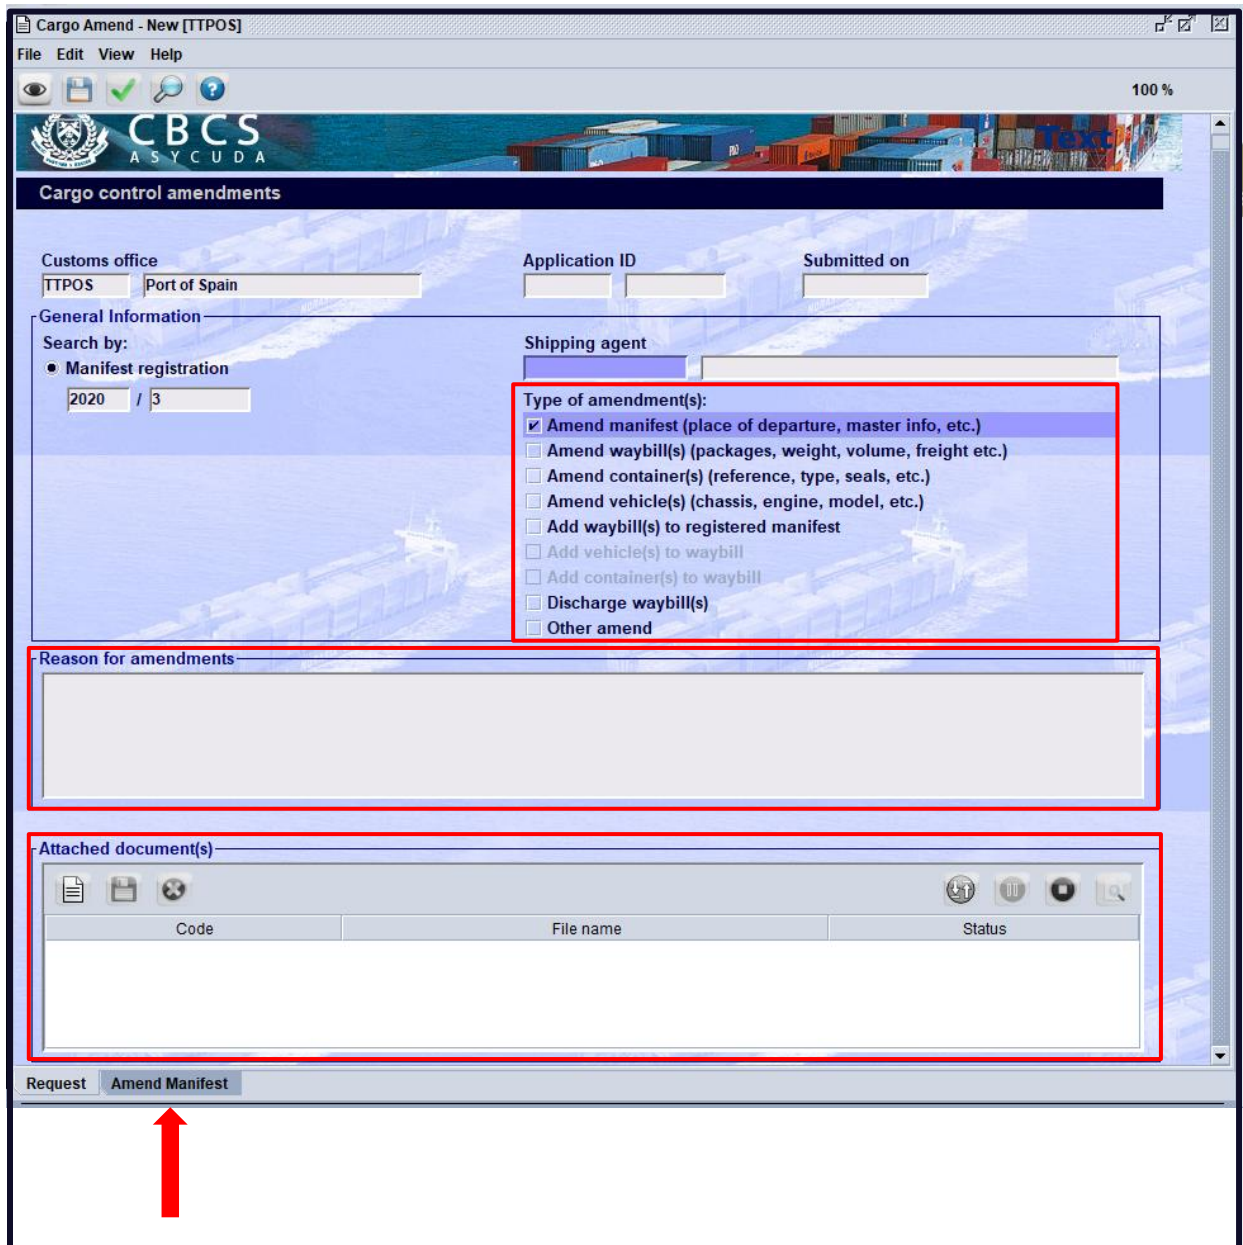 Cargo Amend - New [TTPOS]
File Edit View Help
100 %
CBCS
ASYCUDA
Text
Cargo control amendments
Customs office
Application ID
Submitted on
TTPOS
Port of Spain
General Information
Search by:
Shipping agent
Manifest registration
2020 / 3
Type of amendment(s):
Amend manifest (place of departure, master info, etc.)
Amend waybill(s) (packages, weight, volume, freight etc.)
Amend container(s) (reference, type, seals, etc.)
Amend vehicle(s) (chassis, engine, model, etc.)
Add waybill(s) to registered manifest
Add vehicle(s) to waybill
Add container(s) to waybill
Discharge waybill(s)
Other amend
Reason for amendments
Attached document(s)
Code
File name
Status
Request
Amend Manifest